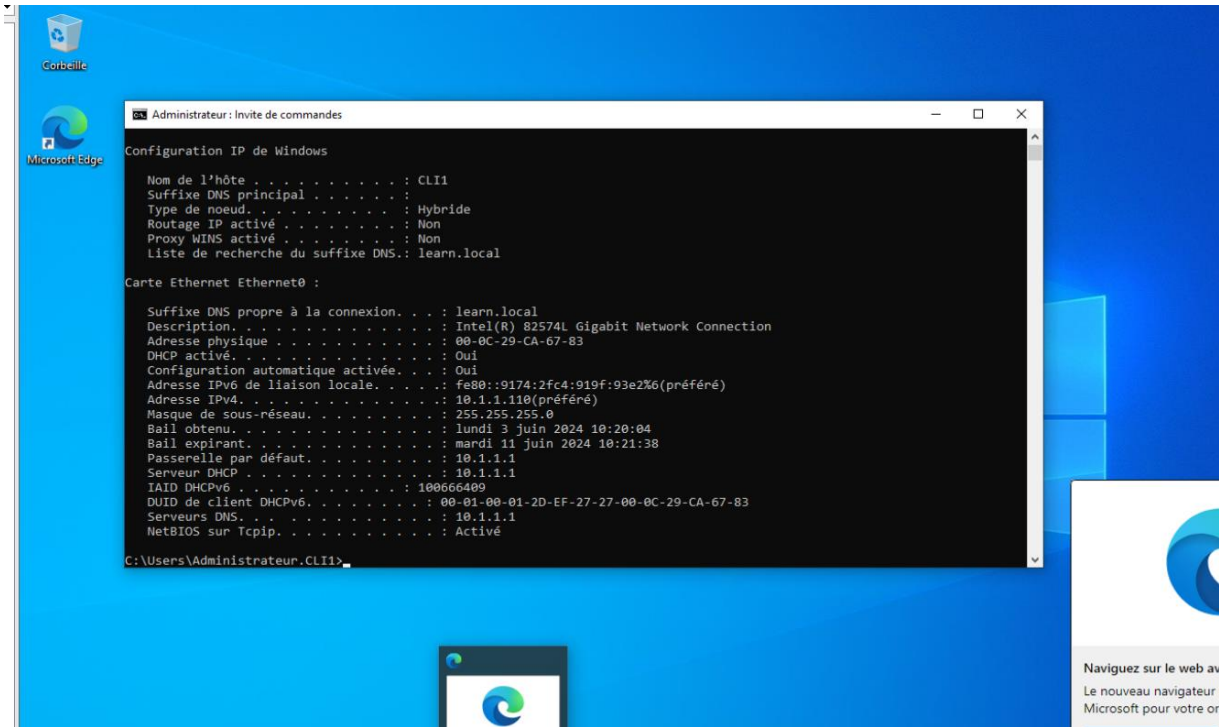 Corbeille
Microsoft Edge
Administrateur : Invite de commandes
Configuration IP de Windows
Nom de l’hôte . . . . . . . . . . : CLI1
Suffixe DNS principal . . . . . . :
Type de noeud. . . . . . . . . . : Hybride
Routage IP activé . . . . . . . . : Non
Proxy WINS activé . . . . . . . . : Non
Liste de recherche du suffixe DNS.: learn.local
Carte Ethernet Ethernet0 :
Suffixe DNS propre à la connexion. . . : learn.local
Description. . . . . . . . . . . . . . : Intel(R) 82574L Gigabit Network Connection
Adresse physique . . . . . . . . . . . : 00-0C-29-CA-67-83
DHCP activé. . . . . . . . . . . . . . : Oui
Configuration automatique activée. . . : Oui
Adresse IPv6 de liaison locale. . . . .: fe80::9174:2fc4:919f:93e2%6(préféré)
Adresse IPv4. . . . . . . . . . . . . .: 10.1.1.110(préféré)
Masque de sous-réseau. . . . . . . . . : 255.255.255.0
Bail obtenu. . . . . . . . . . . . . . : lundi 3 juin 2024 10:20:04
Bail expirant. . . . . . . . . . . . . : mardi 11 juin 2024 10:21:38
Passerelle par défaut. . . . . . . . . : 10.1.1.1
Serveur DHCP . . . . . . . . . . . . . : 10.1.1.1
IAID DHCPv6 . . . . . . . . . . . : 100666409
DUID de client DHCPv6. . . . . . . . : 00-01-00-01-2D-EF-27-27-00-0C-29-CA-67-83
Serveurs DNS. . . . . . . . . . . . . : 10.1.1.1
NetBIOS sur Tcpip. . . . . . . . . . . : Activé
C:\Users\Administrateur.CLI1>
Naviguez sur le web av
Le nouveau navigateur
Microsoft pour votre or